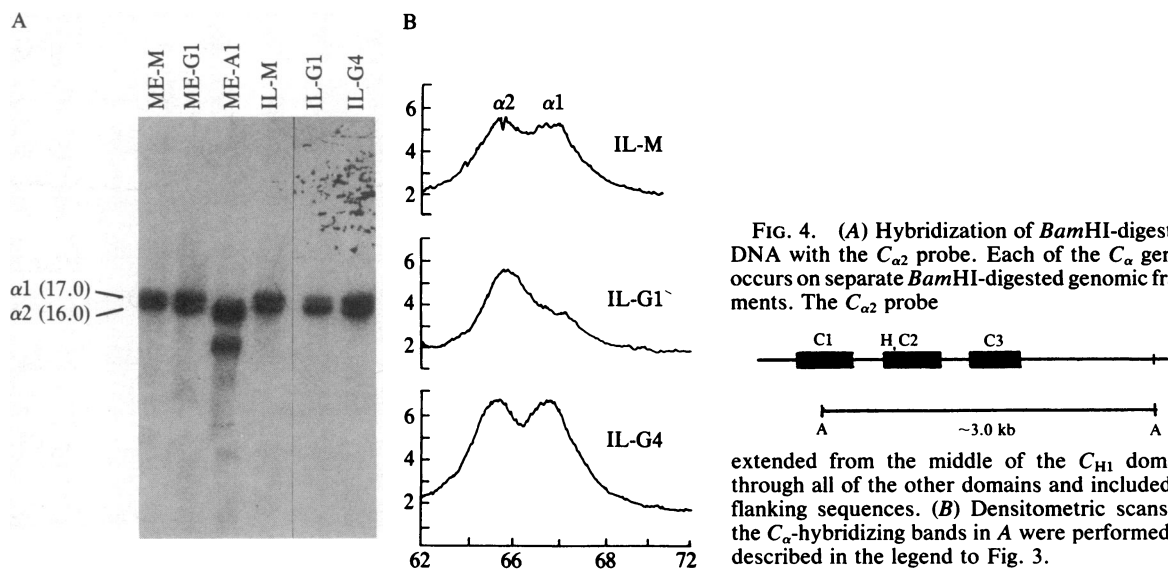 A
B
ME-M
ME-G1
ME-A1
IL-M
IL-G1
IL-G4
α1 (17.0)
α2 (16.0)
α2 α1
6
4
2
IL-M
6
4
2
IL-G1
6
4
2
IL-G4
62 66 68 72
FIG. 4. (A) Hybridization of BamHI-digest
DNA with the Cα2 probe. Each of the Cα gen
occurs on separate BamHI-digested genomic fra
ments. The Cα2 probe
C1 H C2 C3
A ~3.0 kb A
extended from the middle of the CH1 dom
through all of the other domains and included
flanking sequences. (B) Densitometric scans
the Cα-hybridizing bands in A were performed
described in the legend to Fig. 3.